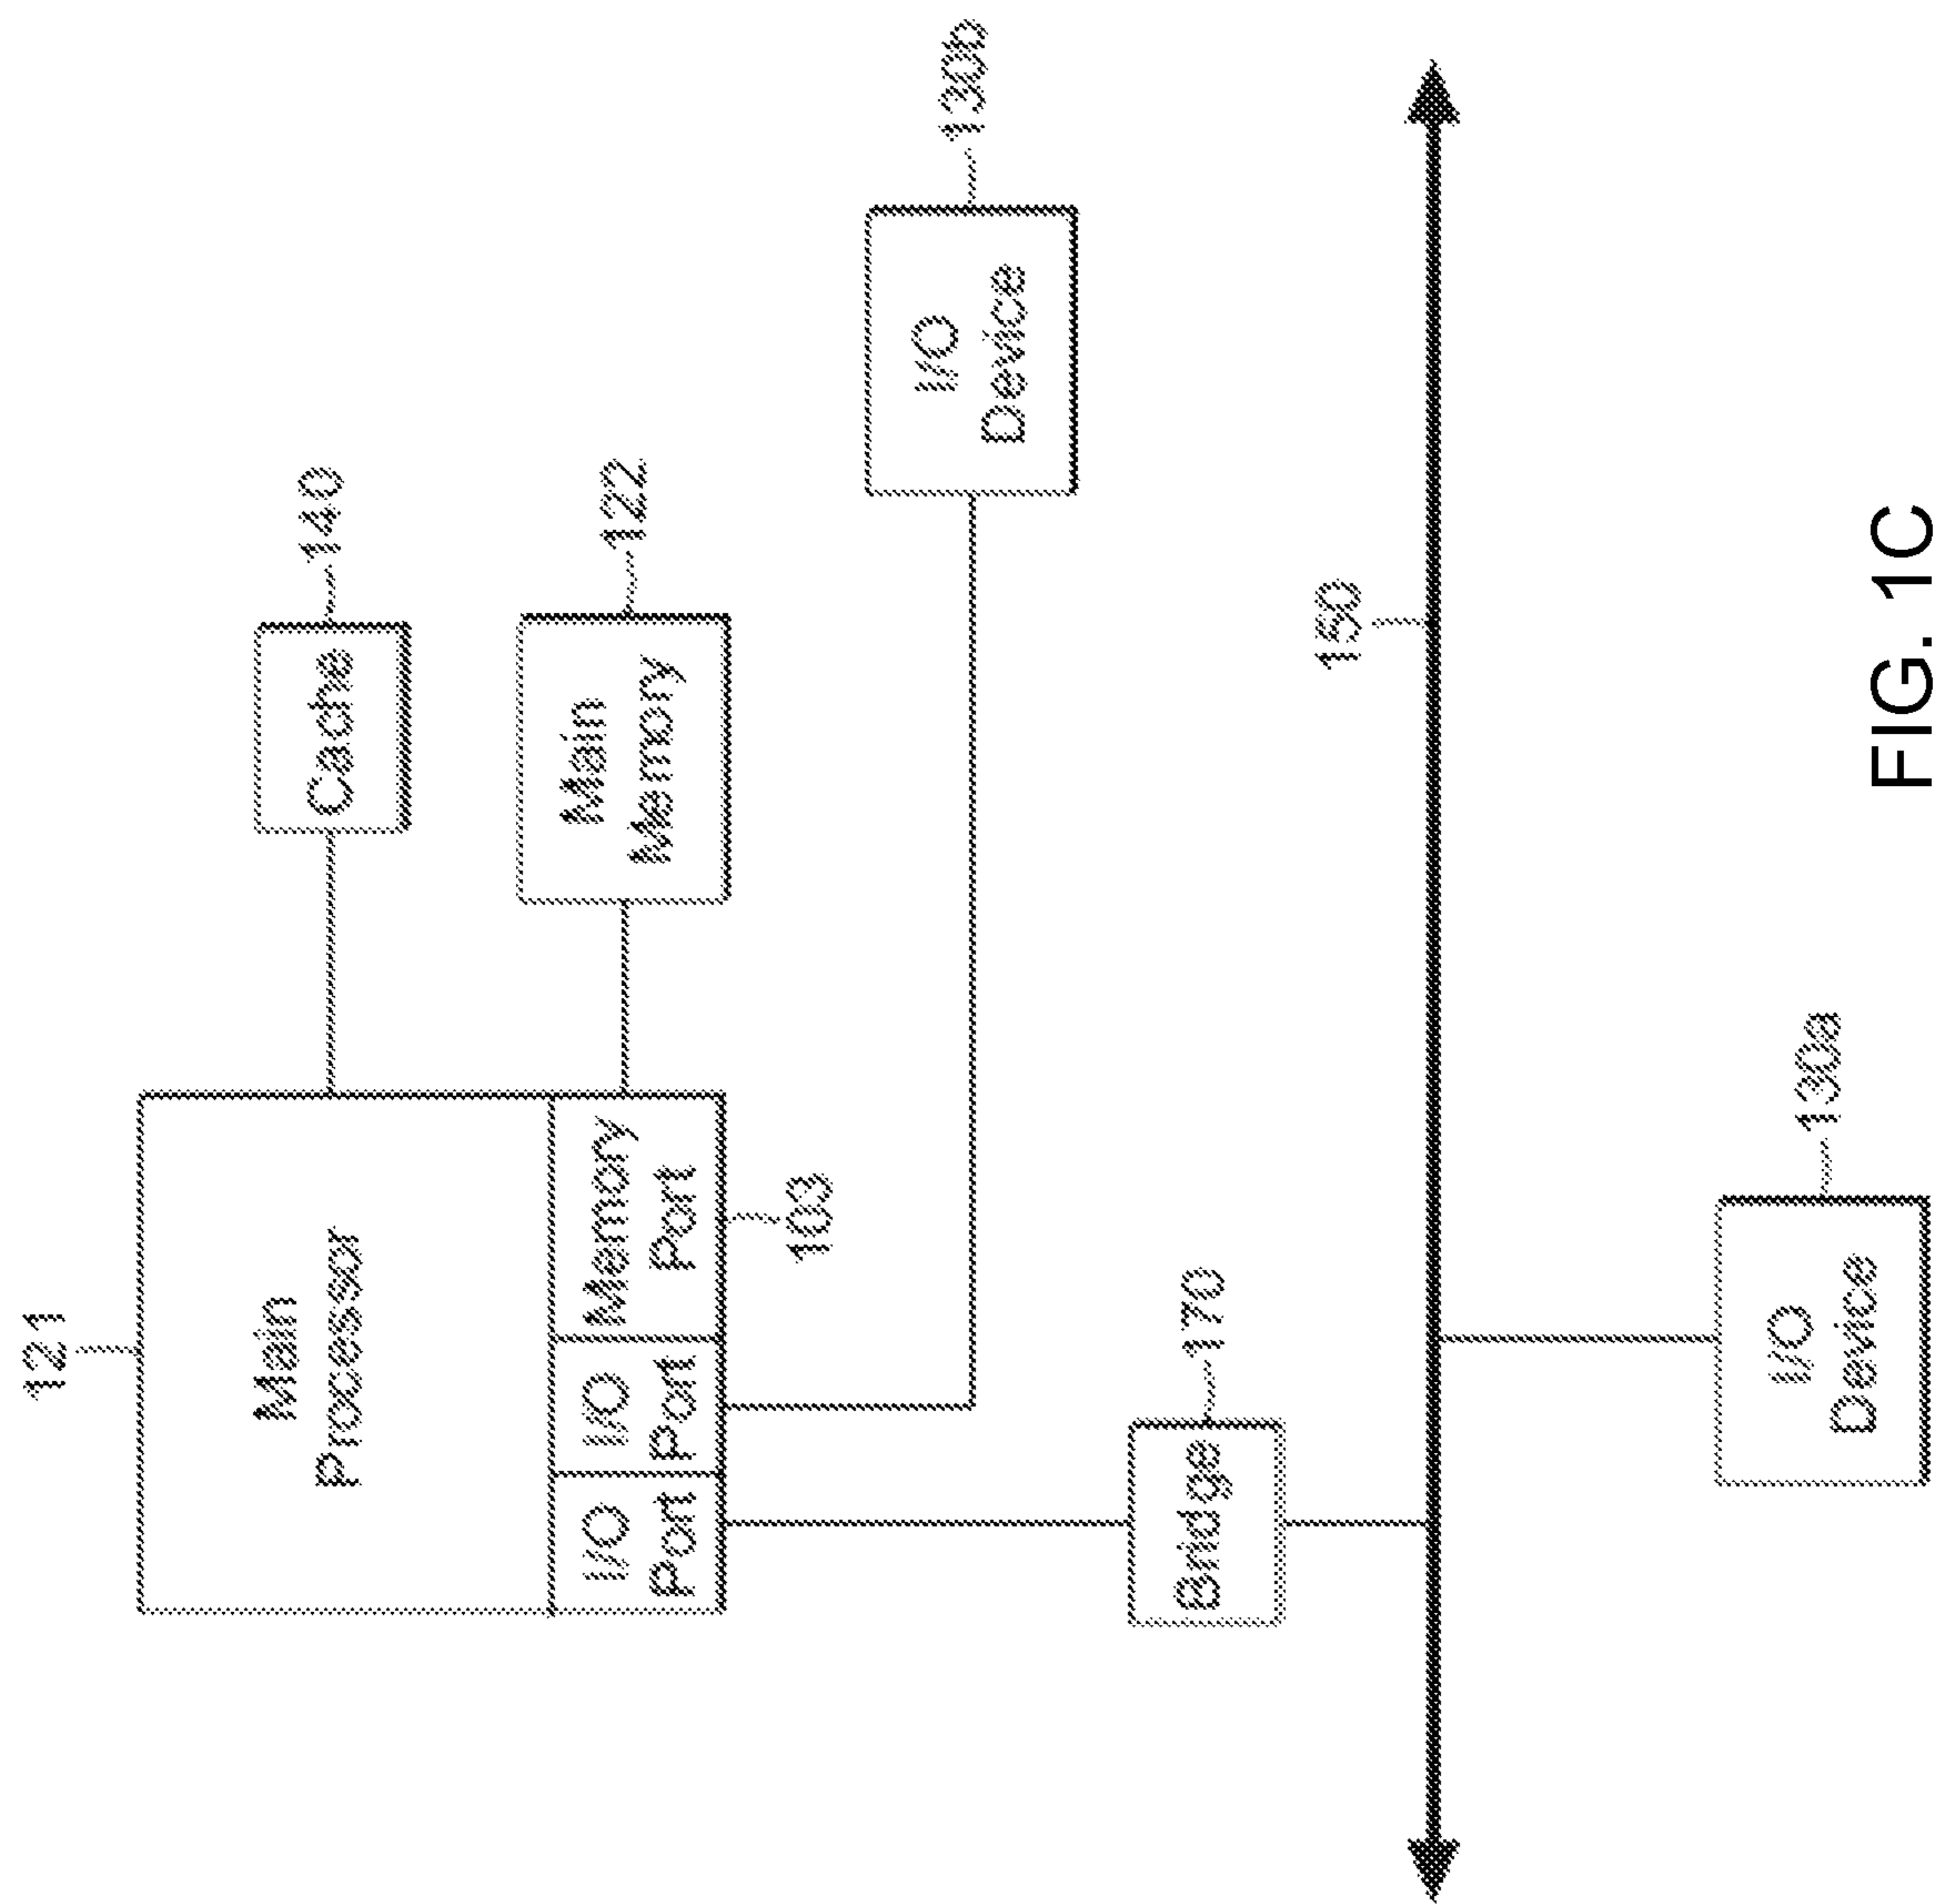 121
Main
Processor
I/O
Port
I/O
Port
Memory
Port
103
Cache
140
Main
Memory
122
I/O
Device
130b
Bridge
170
150
I/O
Device
130a
FIG. 1C